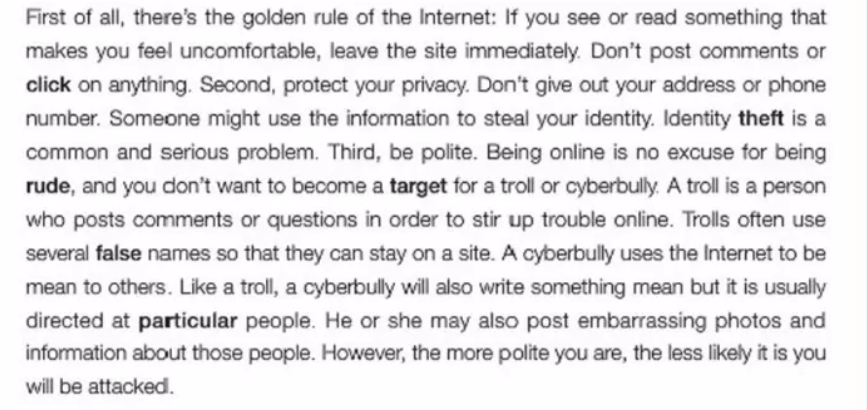 First of all, there's the golden rule of the Internet: If you see or read something that
makes you feel uncomfortable, leave the site immediately. Don't post comments or
click on anything. Second, protect your privacy. Don't give out your address or phone
number. Someone might use the information to steal your identity. Identity theft is a
common and serious problem. Third, be polite. Being online is no excuse for being
rude, and you don't want to become a target for a troll or cyberbully. A troll is a person
who posts comments or questions in order to stir up trouble online. Trolls often use
several false names so that they can stay on a site. A cyberbully uses the Internet to be
mean to others. Like a troll, a cyberbully will also write something mean but it is usually
directed at particular people. He or she may also post embarrassing photos and
information about those people. However, the more polite you are, the less likely it is you
will be attacked.